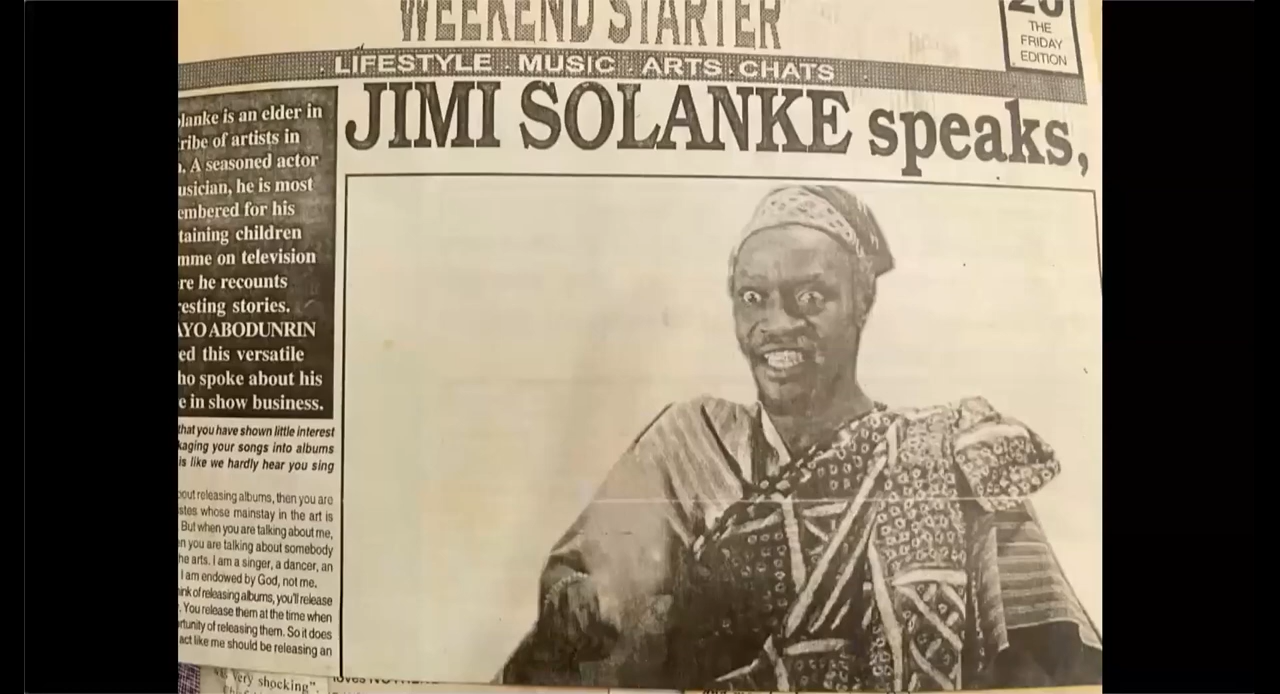 WEEKEND STARTER
20
THE
FRIDAY
EDITION
LIFESTYLE . MUSIC . ARTS . CHATS
JIMI SOLANKE speaks,
lanke is an elder in
ribe of artists in
. A seasoned actor
usician, he is most
embered for his
taining children
mme on television
re he recounts
esting stories.
AYO ABODUNRIN
ed this versatile
ho spoke about his
e in show business.
that you have shown little interest
kaging your songs into albums
is like we hardly hear you sing
out releasing albums, then you are
stes whose mainstay in the art is
But when you are talking about me,
n you are talking about somebody
he arts. I am a singer, a dancer, an
I am endowed by God, not me.
ink of releasing albums, you'll release
. You release them at the time when
rtunity of releasing them. So it does
act like me should be releasing an
very shocking"